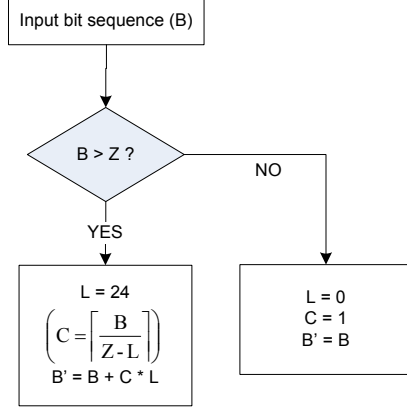 Input bit sequence (B)
B > Z ?
NO
YES
L = 24
(C = ⌈B / (Z - L)⌉)
B' = B + C * L
L = 0
C = 1
B' = B